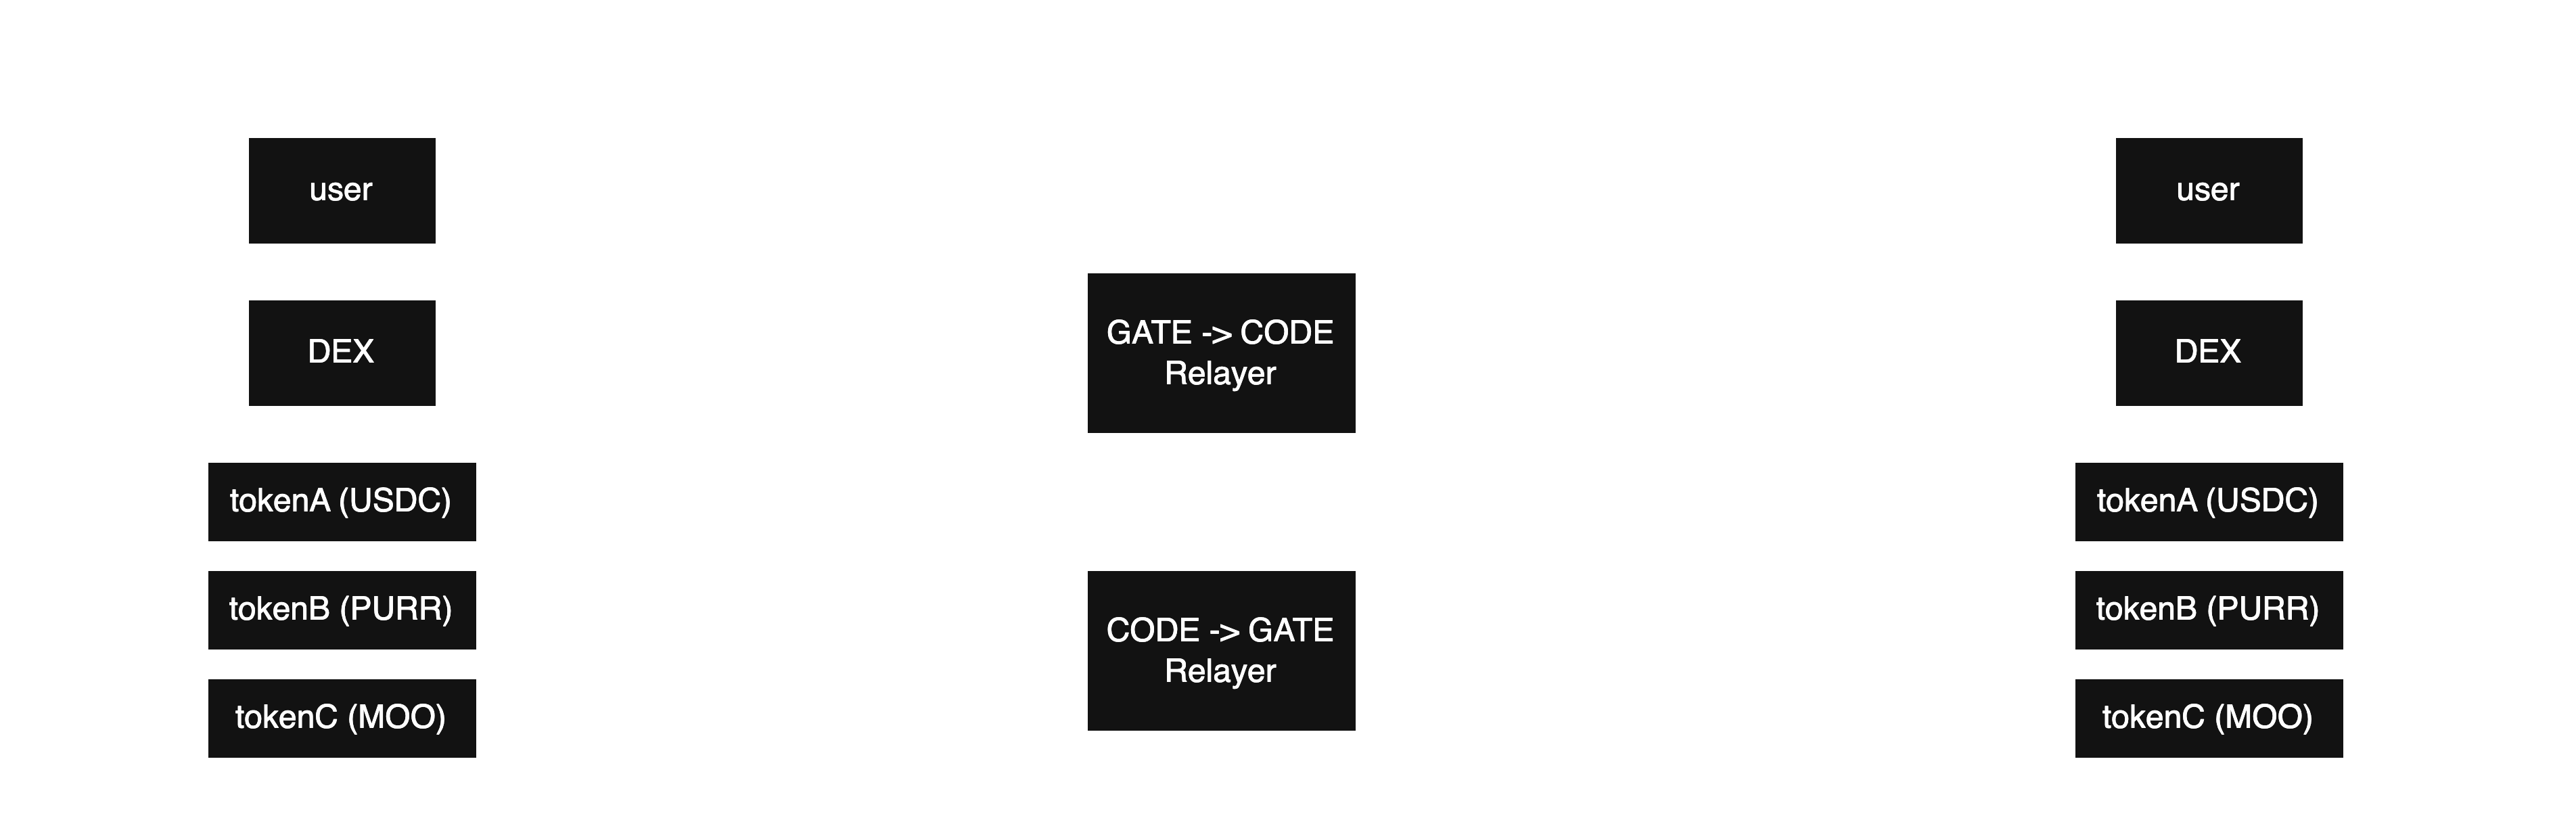 user
DEX
tokenA (USDC)
tokenB (PURR)
tokenC (MOO)
GATE -> CODE
Relayer
CODE -> GATE
Relayer
user
DEX
tokenA (USDC)
tokenB (PURR)
tokenC (MOO)